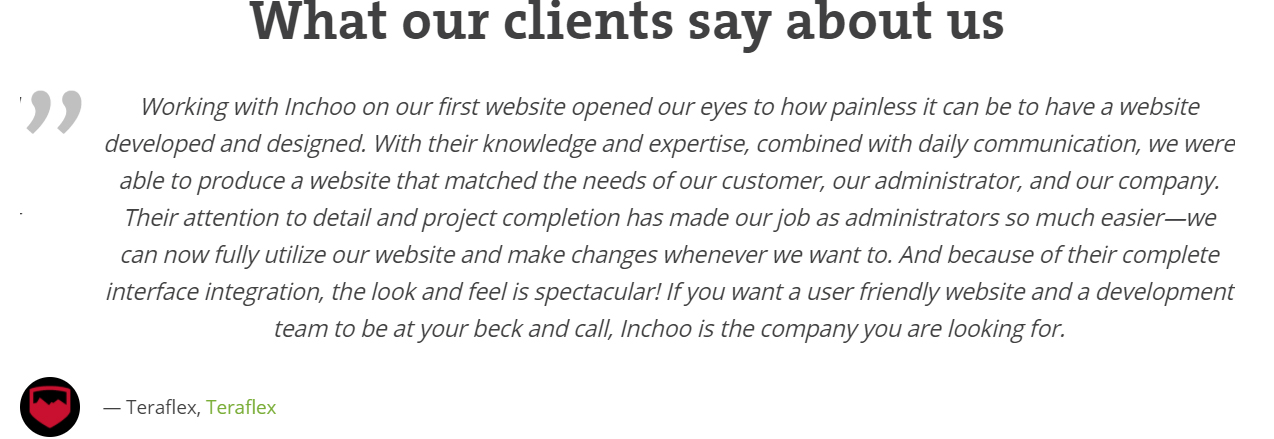 What our clients say about us
Working with Inchoo on our first website opened our eyes to how painless it can be to have a website
developed and designed. With their knowledge and expertise, combined with daily communication, we were
able to produce a website that matched the needs of our customer, our administrator, and our company.
Their attention to detail and project completion has made our job as administrators so much easier—we
can now fully utilize our website and make changes whenever we want to. And because of their complete
interface integration, the look and feel is spectacular! If you want a user friendly website and a development
team to be at your beck and call, Inchoo is the company you are looking for.
— Teraflex, Teraflex